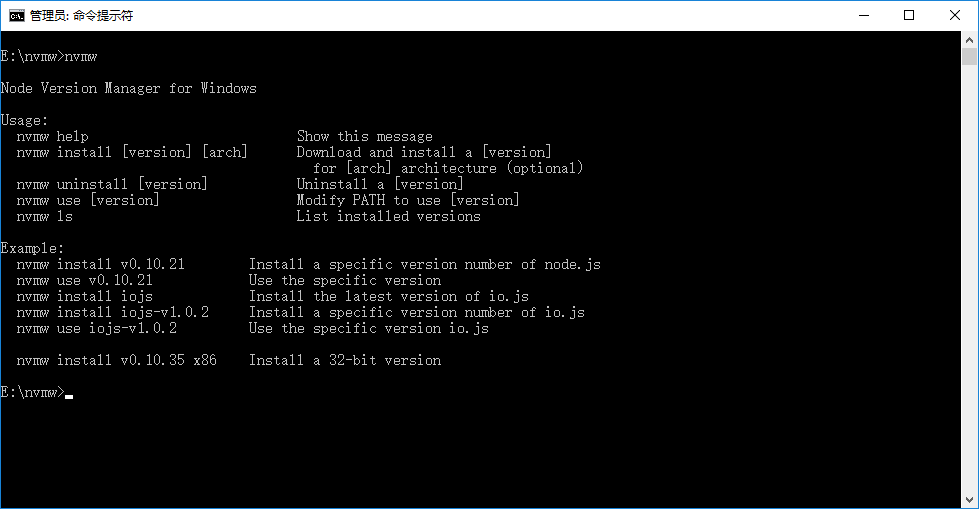 管理员: 命令提示符
E:\nvmw>nvmw
Node Version Manager for Windows
Usage:
nvmw help Show this message
nvmw install [version] [arch] Download and install a [version]
for [arch] architecture (optional)
nvmw uninstall [version] Uninstall a [version]
nvmw use [version] Modify PATH to use [version]
nvmw ls List installed versions
Example:
nvmw install v0.10.21 Install a specific version number of node.js
nvmw use v0.10.21 Use the specific version
nvmw install iojs Install the latest version of io.js
nvmw install iojs-v1.0.2 Install a specific version number of io.js
nvmw use iojs-v1.0.2 Use the specific version io.js
nvmw install v0.10.35 x86 Install a 32-bit version
E:\nvmw>